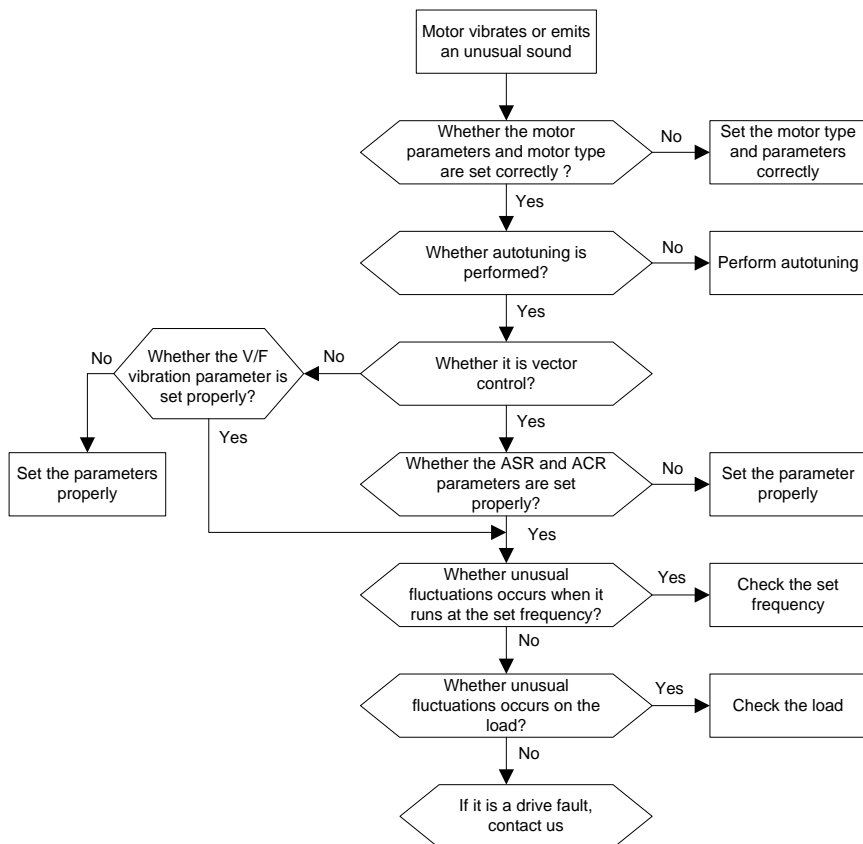 Motor vibrates or emits
an unusual sound
Whether the motor
parameters and motor type
are set correctly ?
No
Set the motor type
and parameters
correctly
Yes
Whether autotuning is
performed?
No
Perform autotuning
Yes
Whether it is vector
control?
No
Whether the V/F
vibration parameter is
set properly?
No
Set the parameters
properly
Yes
Yes
Whether the ASR and ACR
parameters are set
properly?
No
Set the parameter
properly
Yes
Whether unusual
fluctuations occurs when it
runs at the set frequency?
Yes
Check the set
frequency
No
Whether unusual
fluctuations occurs on the
load?
Yes
Check the load
No
If it is a drive fault,
contact us